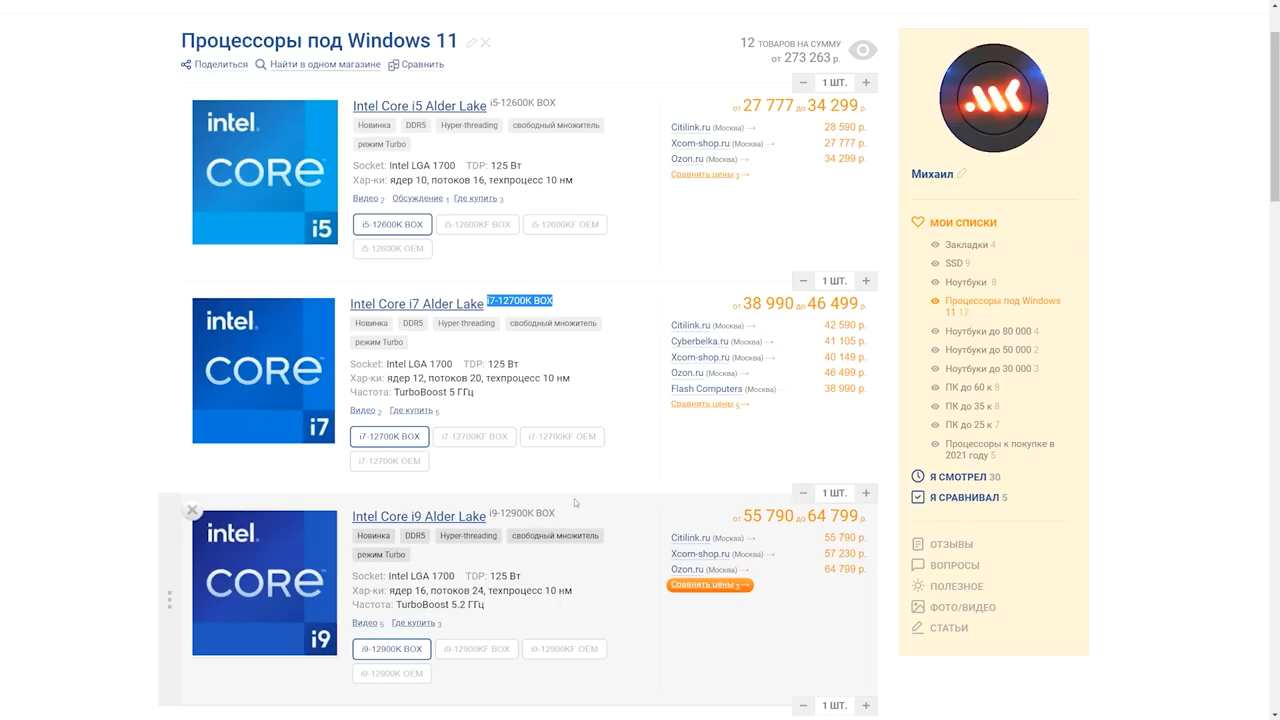 Процессоры под Windows 11
12 ТОВАРОВ НА СУММУ
от 273 263 р.
Поделиться
Найти в одном магазине
Сравнить
− 1 ШТ. +
intel.
CORE
i5
Intel Core i5 Alder Lake i5-12600K BOX
Новинка DDR5 Hyper-threading свободный множитель
режим Turbo
Socket: Intel LGA 1700 TDP: 125 Вт
Хар-ки: ядер 10, потоков 16, техпроцесс 10 нм
Видео 2 Обсуждение 1 Где купить 3
i5-12600K BOX i5-12600KF BOX i5-12600KF OEM
i5-12600K OEM
от 27 777 до 34 299 р.
Citilink.ru (Москва) → 28 590 р.
Xcom-shop.ru (Москва) → 27 777 р.
Ozon.ru (Москва) → 34 299 р.
Сравнить цены 3 →
− 1 ШТ. +
intel.
CORE
i7
Intel Core i7 Alder Lake i7-12700K BOX
Новинка DDR5 Hyper-threading свободный множитель
режим Turbo
Socket: Intel LGA 1700 TDP: 125 Вт
Хар-ки: ядер 12, потоков 20, техпроцесс 10 нм
Частота: TurboBoost 5 ГГц
Видео 2 Где купить 5
i7-12700K BOX i7-12700KF BOX i7-12700KF OEM
i7-12700K OEM
от 38 990 до 46 499 р.
Citilink.ru (Москва) → 42 590 р.
Cyberbelka.ru (Москва) → 41 105 р.
Xcom-shop.ru (Москва) → 40 149 р.
Ozon.ru (Москва) → 46 499 р.
Flash Computers (Москва) 38 990 р.
Сравнить цены 5 →
− 1 ШТ. +
intel.
CORE
i9
Intel Core i9 Alder Lake i9-12900K BOX
Новинка DDR5 Hyper-threading свободный множитель
режим Turbo
Socket: Intel LGA 1700 TDP: 125 Вт
Хар-ки: ядер 16, потоков 24, техпроцесс 10 нм
Частота: TurboBoost 5.2 ГГц
Видео 5 Где купить 3
i9-12900K BOX i9-12900KF BOX i9-12900KF OEM
i9-12900K OEM
от 55 790 до 64 799 р.
Citilink.ru (Москва) → 55 790 р.
Xcom-shop.ru (Москва) → 57 230 р.
Ozon.ru (Москва) → 64 799 р.
Сравнить цены 3 →
− 1 ШТ. +
Михаил
МОИ СПИСКИ
Закладки 4
SSD 9
Ноутбуки 8
Процессоры под Windows
11 12
Ноутбуки до 80 000 4
Ноутбуки до 50 000 2
Ноутбуки до 30 000 3
ПК до 60 к 8
ПК до 35 к 8
ПК до 25 к 7
Процессоры к покупке в
2021 году 5
Я СМОТРЕЛ 30
Я СРАВНИВАЛ 5
ОТЗЫВЫ
ВОПРОСЫ
ПОЛЕЗНОЕ
ФОТО/ВИДЕО
СТАТЬИ